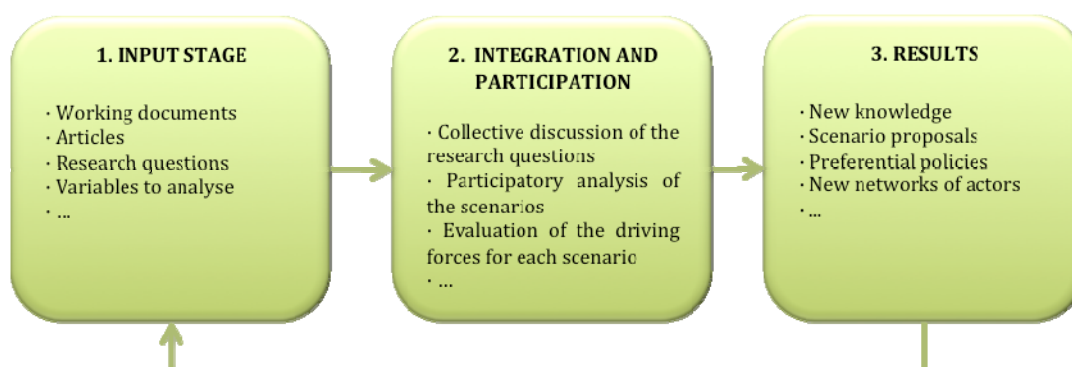 1. INPUT STAGE
· Working documents
· Articles
· Research questions
· Variables to analyse
· ...
2. INTEGRATION AND
PARTICIPATION
· Collective discussion of the
research questions
· Participatory analysis of
the scenarios
· Evaluation of the driving
forces for each scenario
· ...
3. RESULTS
· New knowledge
· Scenario proposals
· Preferential policies
· New networks of actors
· ...